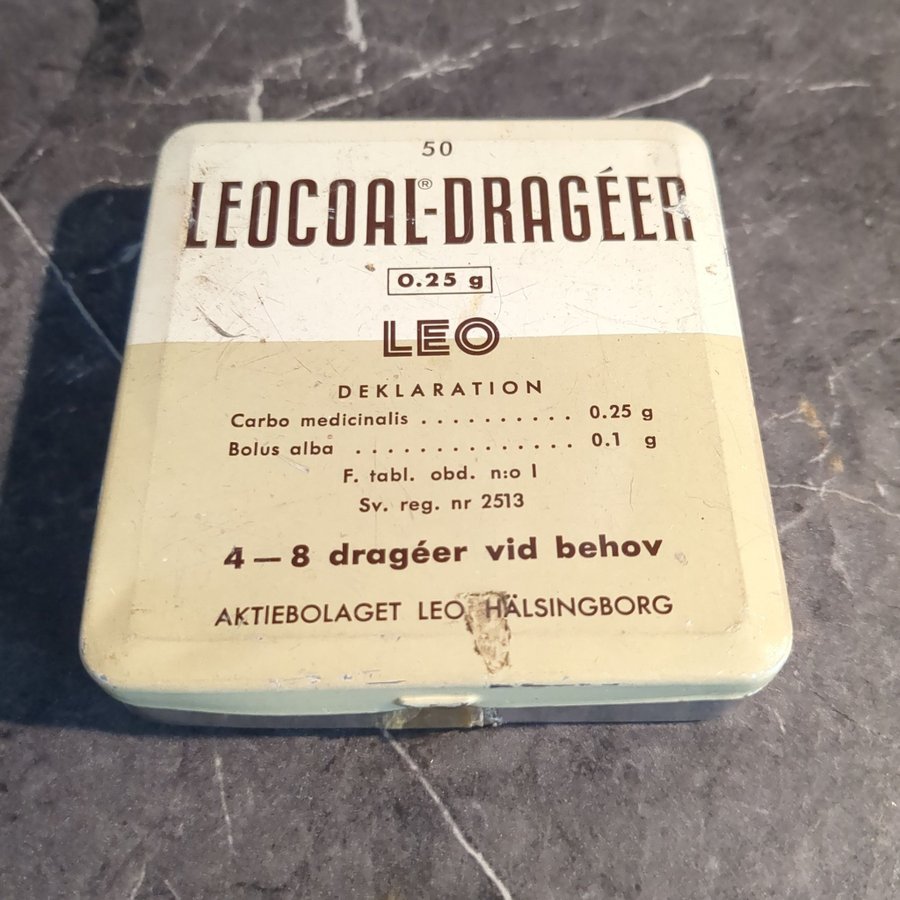 50
LEOCOAL®-DRAGÉER
0.25 g
LEO
DEKLARATION
Carbo medicinalis .......... 0.25 g
Bolus alba .............. 0.1 g
F. tabl. obd. n:o I
Sv. reg. nr 2513
4 — 8 dragéer vid behov
AKTIEBOLAGET LEO HÄLSINGBORG